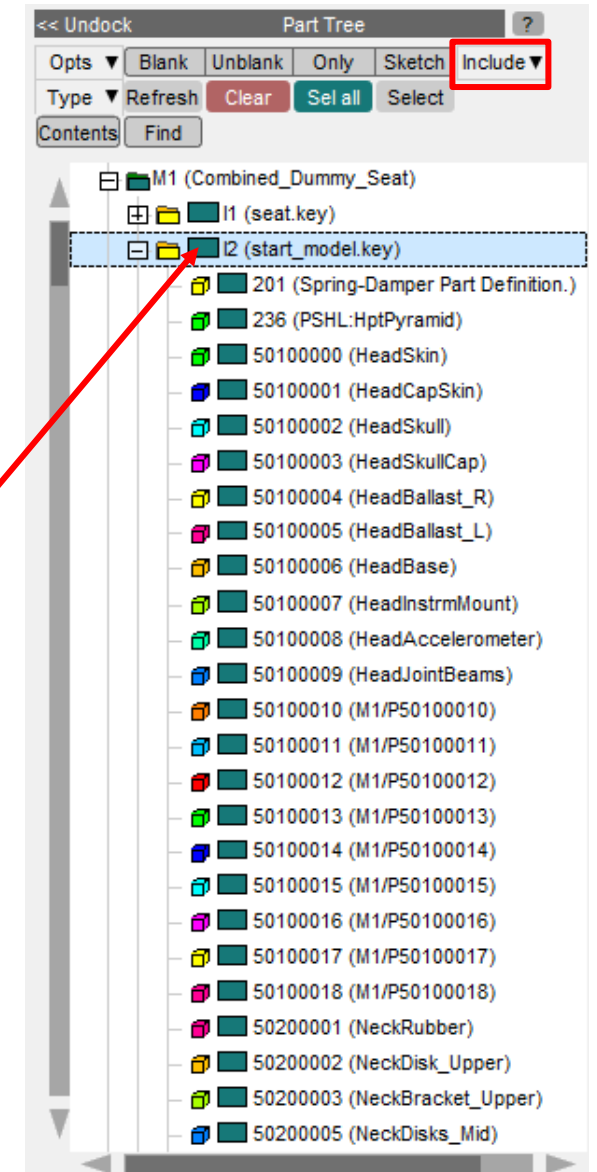 << Undock Part Tree ?
Opts ▼ Blank Unblank Only Sketch Include ▼
Type ▼ Refresh Clear Sel all Select
Contents Find
M1 (Combined_Dummy_Seat)
I1 (seat.key)
I2 (start_model.key)
201 (Spring-Damper Part Definition.)
236 (PSHL:HptPyramid)
50100000 (HeadSkin)
50100001 (HeadCapSkin)
50100002 (HeadSkull)
50100003 (HeadSkullCap)
50100004 (HeadBallast_R)
50100005 (HeadBallast_L)
50100006 (HeadBase)
50100007 (HeadInstrmMount)
50100008 (HeadAccelerometer)
50100009 (HeadJointBeams)
50100010 (M1/P50100010)
50100011 (M1/P50100011)
50100012 (M1/P50100012)
50100013 (M1/P50100013)
50100014 (M1/P50100014)
50100015 (M1/P50100015)
50100016 (M1/P50100016)
50100017 (M1/P50100017)
50100018 (M1/P50100018)
50200001 (NeckRubber)
50200002 (NeckDisk_Upper)
50200003 (NeckBracket_Upper)
50200005 (NeckDisks_Mid)